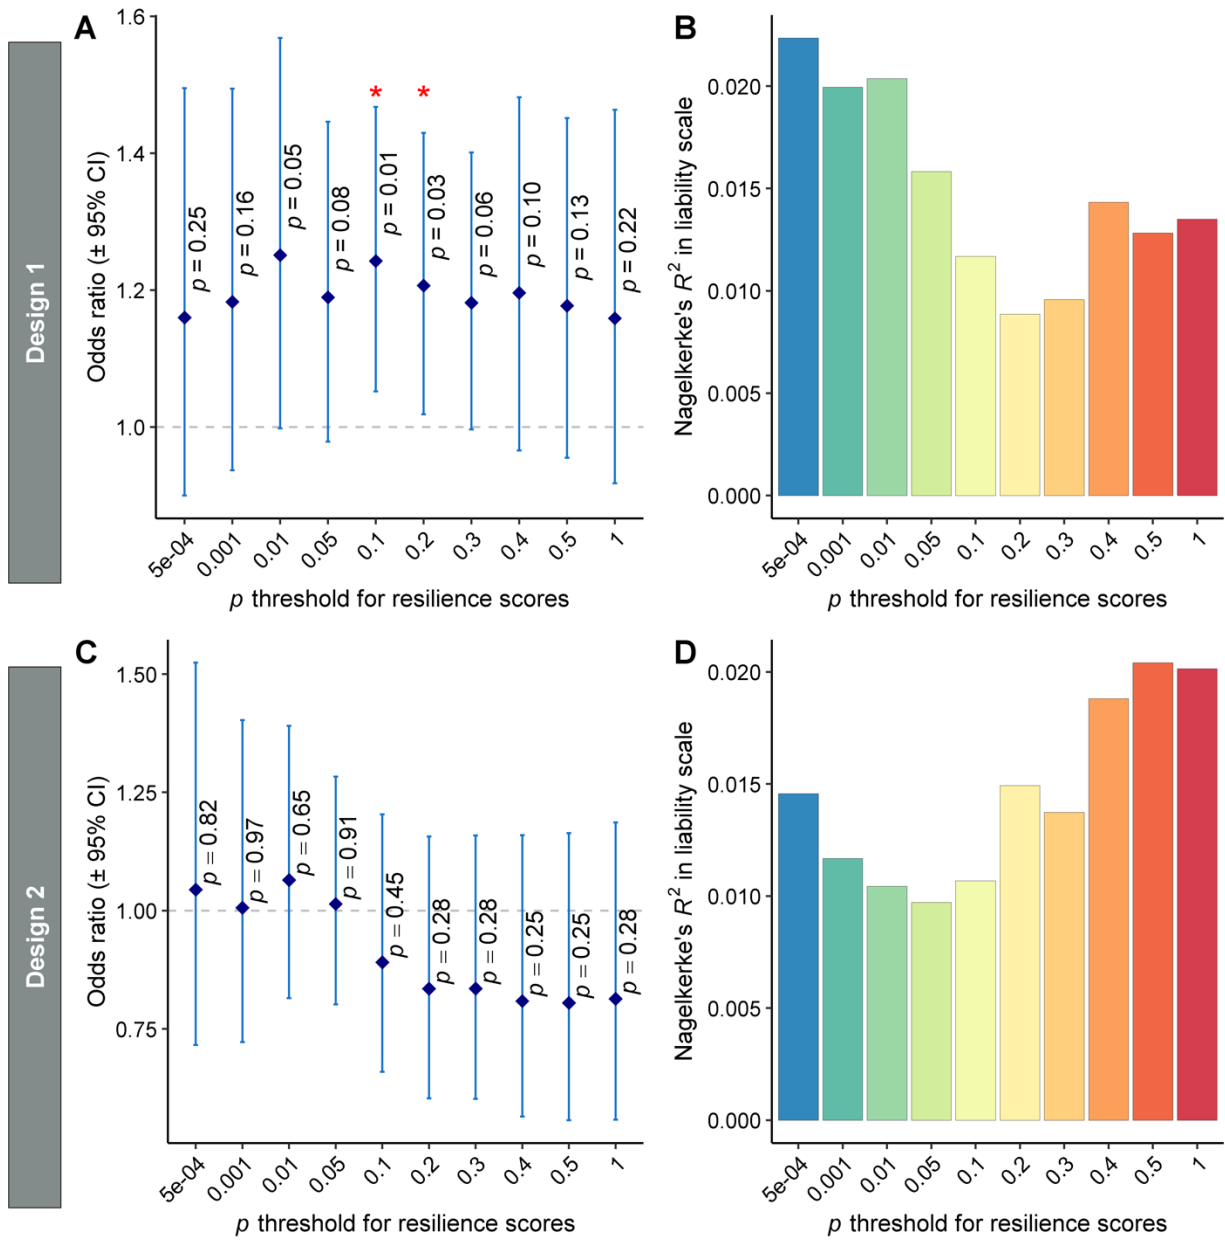 Design 1
A
Odds ratio (± 95% CI)
1.6
1.4
1.2
1.0
*
*
p = 0.25
p = 0.16
p = 0.05
p = 0.08
p = 0.01
p = 0.03
p = 0.06
p = 0.10
p = 0.13
p = 0.22
5e-04
0.001
0.01
0.05
0.1
0.2
0.3
0.4
0.5
1
p threshold for resilience scores
B
Nagelkerke's R² in liability scale
0.020
0.015
0.010
0.005
0.000
5e-04
0.001
0.01
0.05
0.1
0.2
0.3
0.4
0.5
1
p threshold for resilience scores
Design 2
C
Odds ratio (± 95% CI)
1.50
1.25
1.00
0.75
p = 0.82
p = 0.97
p = 0.65
p = 0.91
p = 0.45
p = 0.28
p = 0.28
p = 0.25
p = 0.25
p = 0.28
5e-04
0.001
0.01
0.05
0.1
0.2
0.3
0.4
0.5
1
p threshold for resilience scores
D
Nagelkerke's R² in liability scale
0.020
0.015
0.010
0.005
0.000
5e-04
0.001
0.01
0.05
0.1
0.2
0.3
0.4
0.5
1
p threshold for resilience scores